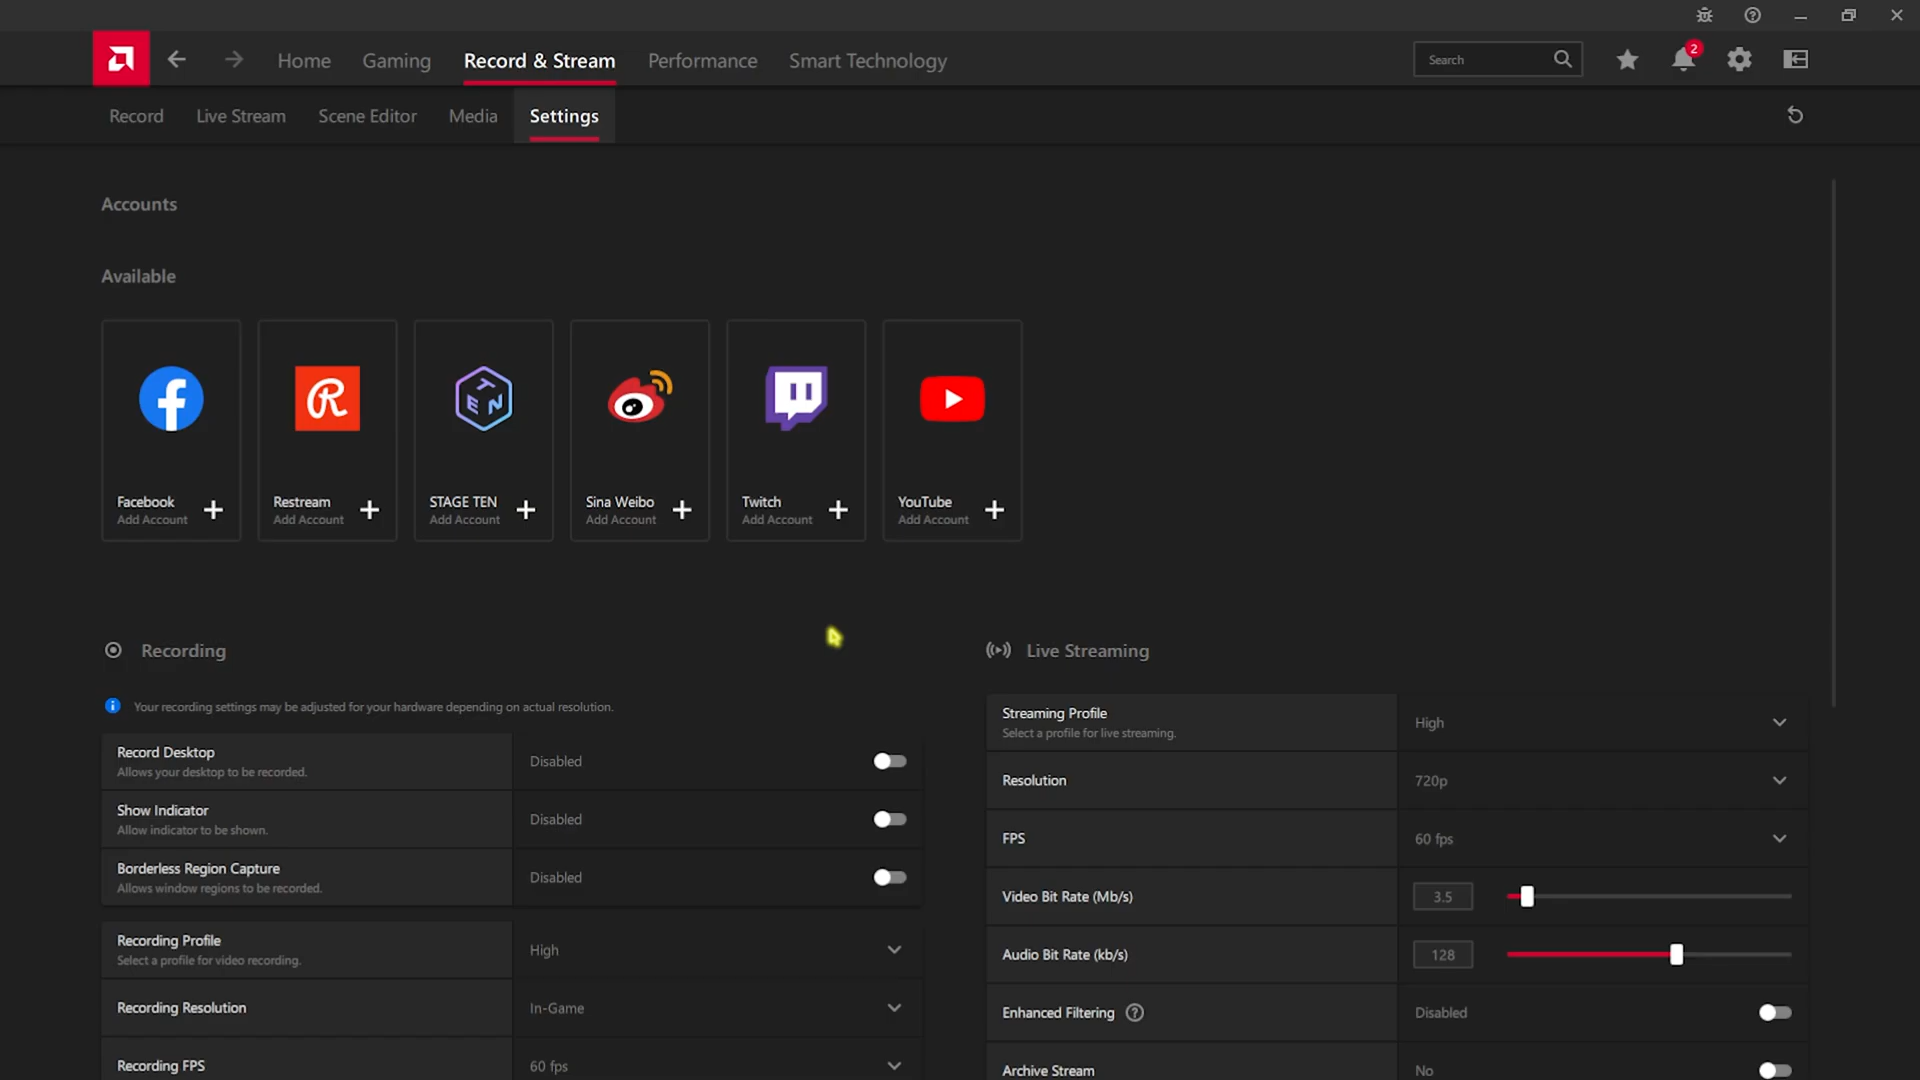 Home
Gaming
Record & Stream
Performance
Smart Technology
Search
2
Record
Live Stream
Scene Editor
Media
Settings
Accounts
Available
R
TEN
Facebook
Add Account
Restream
Add Account
STAGE TEN
Add Account
Sina Weibo
Add Account
Twitch
Add Account
YouTube
Add Account
Recording
Your recording settings may be adjusted for your hardware depending on actual resolution.
Record Desktop
Allows your desktop to be recorded.
Disabled
Show Indicator
Allow indicator to be shown.
Disabled
Borderless Region Capture
Allows window regions to be recorded.
Disabled
Recording Profile
Select a profile for video recording.
High
Recording Resolution
In-Game
Recording FPS
60 fps
Live Streaming
Streaming Profile
Select a profile for live streaming.
High
Resolution
720p
FPS
60 fps
Video Bit Rate (Mb/s)
3.5
Audio Bit Rate (kb/s)
128
Enhanced Filtering
Disabled
Archive Stream
No